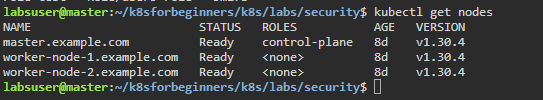 labsuser@master:~/k8sforbeginners/k8s/labs/security$ kubectl get nodes
NAME STATUS ROLES AGE VERSION
master.example.com Ready control-plane 8d v1.30.4
worker-node-1.example.com Ready <none> 8d v1.30.4
worker-node-2.example.com Ready <none> 8d v1.30.4
labsuser@master:~/k8sforbeginners/k8s/labs/security$